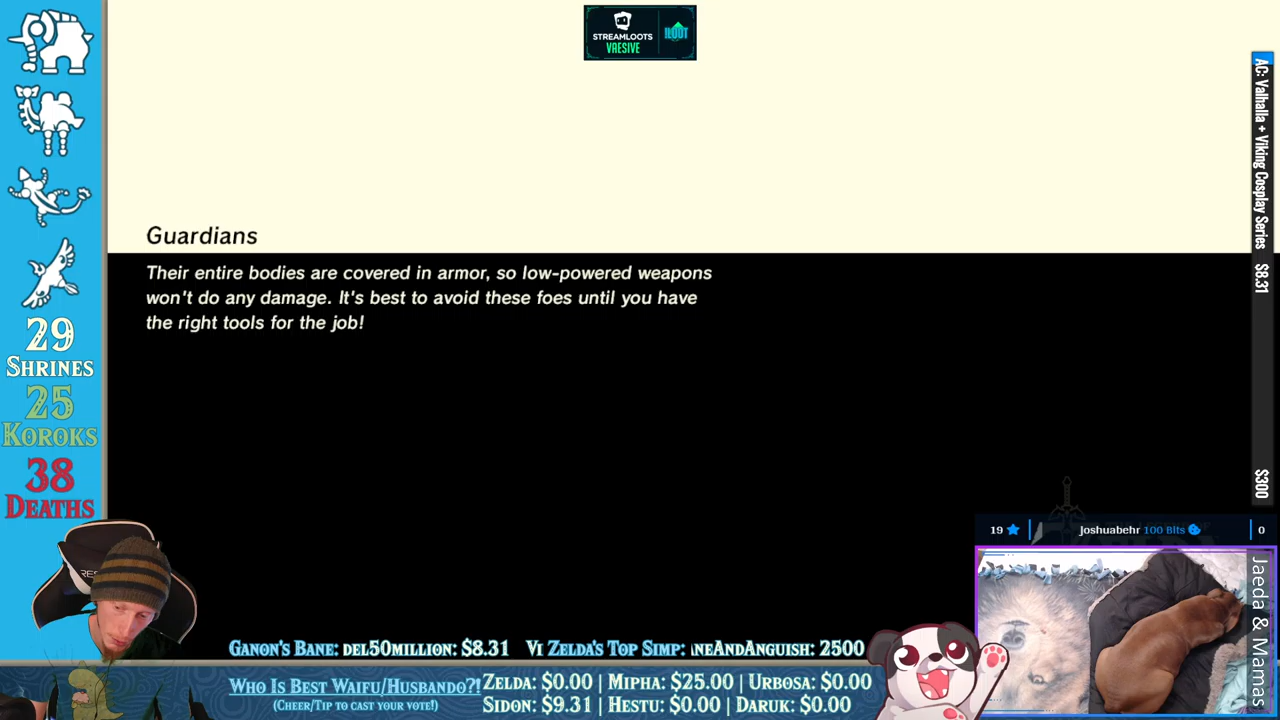 STREAMLOOTS
VRESIVE
LOOT
AC: Valhalla + Viking Cosplay Series $8.31
$300
Guardians
Their entire bodies are covered in armor, so low-powered weapons
won't do any damage. It's best to avoid these foes until you have
the right tools for the job!
29
SHRINES
25
KOROKS
38
DEATHS
19
Joshuabehr 100 Bits
0
Jaeda & Mamas
GANON'S BANE: DEL50MILLION: $8.31 VI ZELDA'S TOP SIMP: INEANDANGUISH: 2500
WHO IS BEST WAIFU/HUSBANDO?!
(CHEER/TIP TO CAST YOUR VOTE!)
ZELDA: $0.00 | MIPHA: $25.00 | URBOSA: $0.00
SIDON: $9.31 | HESTU: $0.00 | DARUK: $0.00